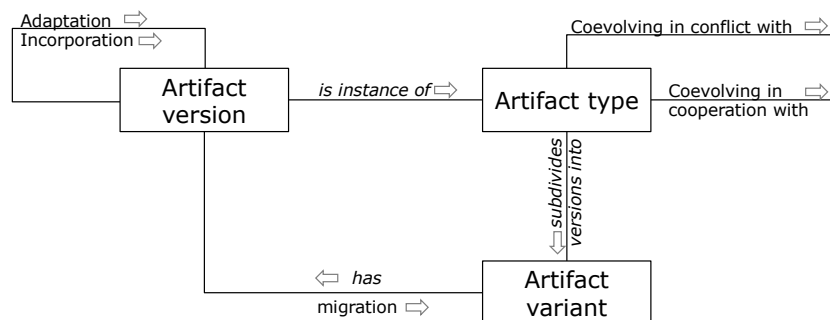 Adaptation
Incorporation
Coevolving in conflict with
Artifact
version
is instance of
Artifact type
Coevolving in
cooperation with
subdivides
versions into
has
migration
Artifact
variant